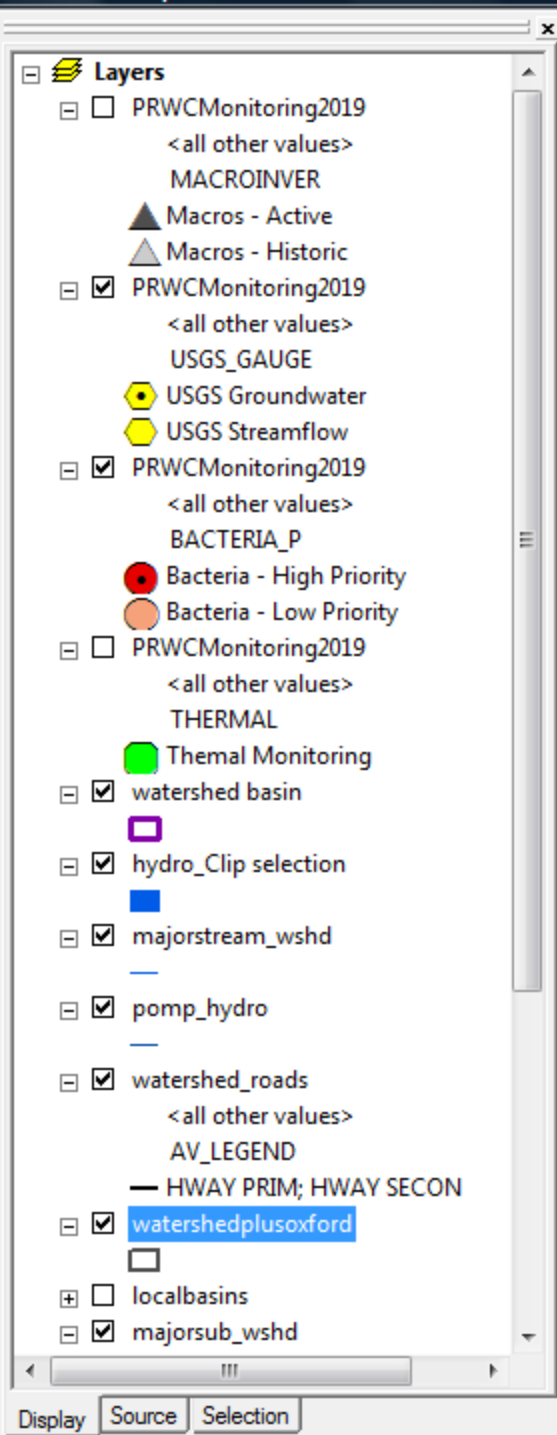 Layers
PRWCMonitoring2019
<all other values>
MACROINVER
Macros - Active
Macros - Historic
PRWCMonitoring2019
<all other values>
USGS_GAUGE
USGS Groundwater
USGS Streamflow
PRWCMonitoring2019
<all other values>
BACTERIA_P
Bacteria - High Priority
Bacteria - Low Priority
PRWCMonitoring2019
<all other values>
THERMAL
Themal Monitoring
watershed basin
hydro_Clip selection
majorstream_wshd
pomp_hydro
watershed_roads
<all other values>
AV_LEGEND
HWAY PRIM; HWAY SECON
watershedplusoxford
localbasins
majorsub_wshd
Display Source Selection